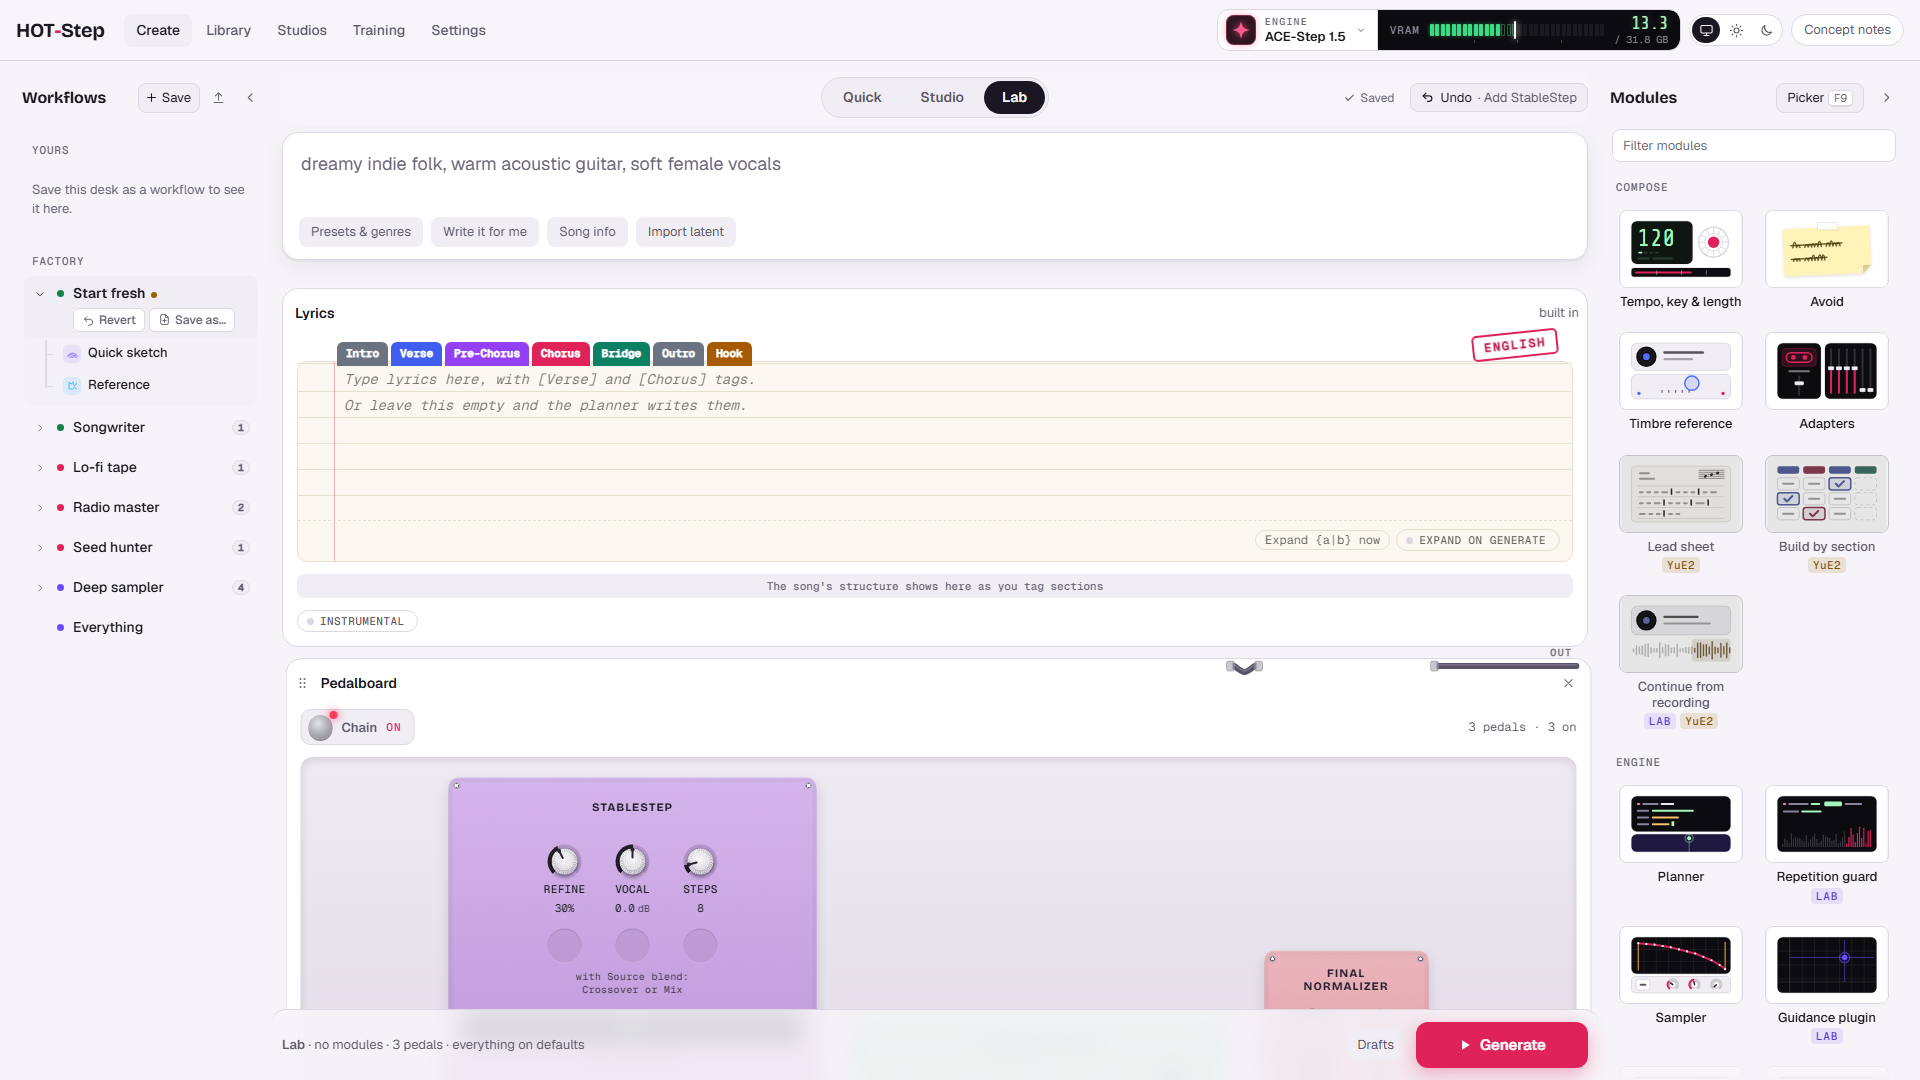 HOT-Step
Create
Library
Studios
Training
Settings
ENGINE
ACE-Step 1.5
VRAM
13.3
/ 31.8 GB
Concept notes
Workflows
+ Save
Quick
Studio
Lab
Saved
Undo · Add StableStep
Modules
Picker F9
YOURS
Save this desk as a workflow to see
it here.
FACTORY
Start fresh
Revert
Save as...
Quick sketch
Reference
Songwriter 1
Lo-fi tape 1
Radio master 2
Seed hunter 1
Deep sampler 4
Everything
dreamy indie folk, warm acoustic guitar, soft female vocals
Presets & genres
Write it for me
Song info
Import latent
Lyrics
built in
Intro
Verse
Pre-Chorus
Chorus
Bridge
Outro
Hook
ENGLISH
Type lyrics here, with [Verse] and [Chorus] tags.
Or leave this empty and the planner writes them.
Expand {a|b} now
EXPAND ON GENERATE
The song's structure shows here as you tag sections
INSTRUMENTAL
OUT
Pedalboard
Chain ON
3 pedals · 3 on
STABLESTEP
REFINE
VOCAL
STEPS
30%
0.0 dB
8
with Source blend:
Crossover or Mix
FINAL
NORMALIZER
Lab · no modules · 3 pedals · everything on defaults
Drafts
Generate
Filter modules
COMPOSE
120
Tempo, key & length
Avoid
Timbre reference
Adapters
Lead sheet
YuE2
Build by section
YuE2
Continue from
recording
LAB YuE2
ENGINE
Planner
Repetition guard
LAB
Sampler
Guidance plugin
LAB